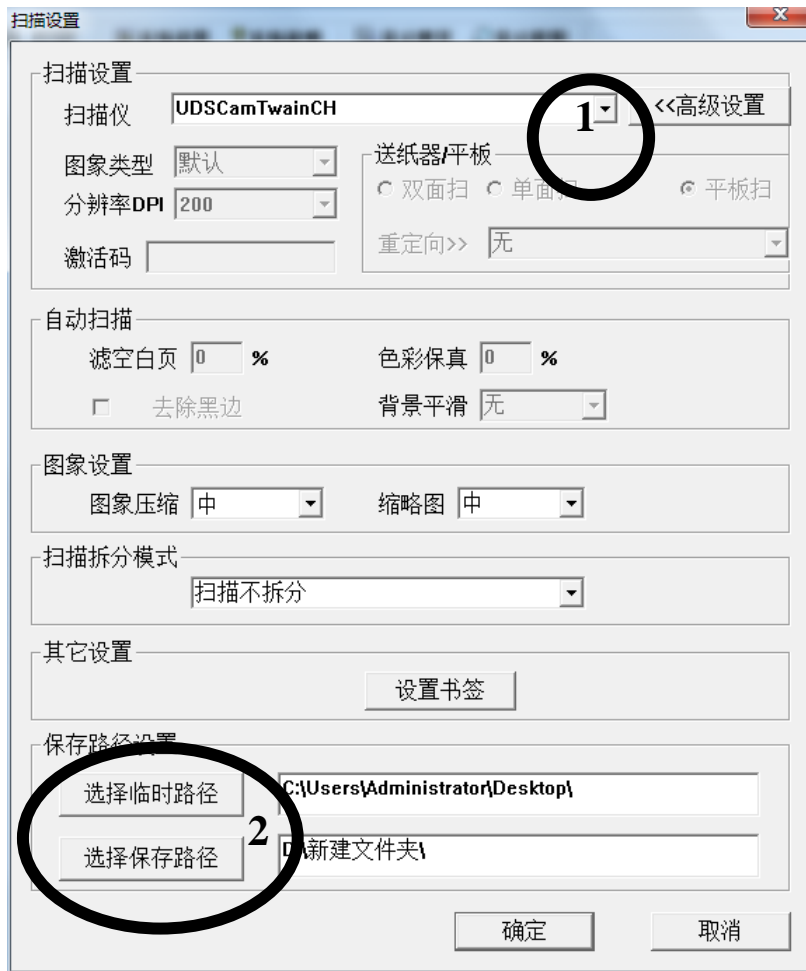 扫描设置
扫描设置
扫描仪 UDSCamTwainCH 1 <<高级设置
图象类型 默认
送纸器/平板
双面扫 单面扫 平板扫
分辨率DPI 200
重定向>> 无
激活码
自动扫描
滤空白页 0 % 色彩保真 0 %
去除黑边 背景平滑 无
图象设置
图象压缩 中 缩略图 中
扫描拆分模式
扫描不拆分
其它设置
设置书签
保存路径设置
选择临时路径 C:\Users\Administrator\Desktop\
2
选择保存路径 D:\新建文件夹\
确定 取消